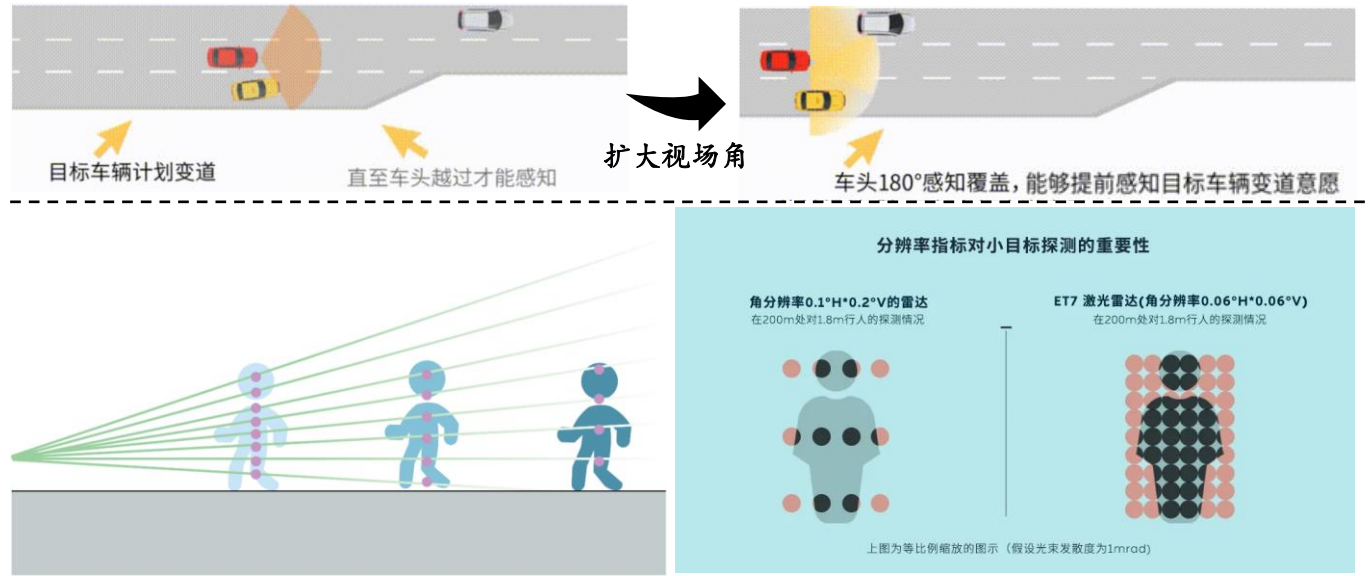 目标车辆计划变道
直至车头越过才能感知
扩大视场角
车头180°感知覆盖，能够提前感知目标车辆变道意愿
分辨率指标对小目标探测的重要性
角分辨率0.1°H*0.2°V的雷达
在200m处对1.8m行人的探测情况
ET7 激光雷达(角分辨率0.06°H*0.06°V)
在200m处对1.8m行人的探测情况
上图为等比例缩放的图示（假设光束发散度为1mrad)